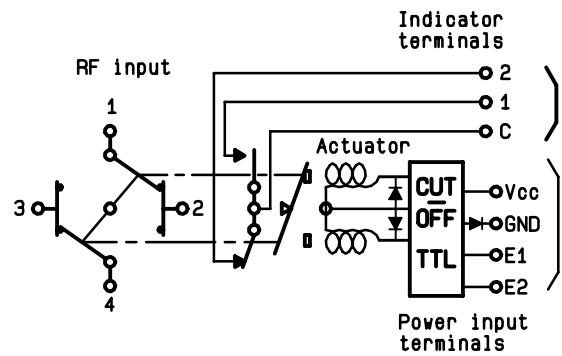 Indicator
terminals
RF input
2
1
1
C
Actuator
3
2
CUT
OFF
TTL
Vcc
GND
E1
E2
4
Power input
terminals